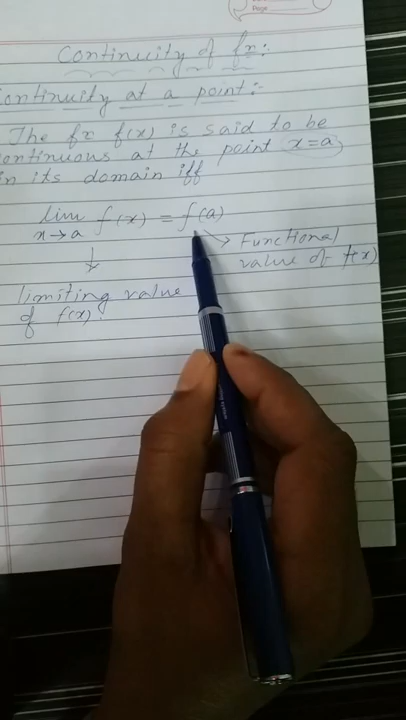 Page
Continuity of fx:
continuity at a point:-
The fx f(x) is said to be
continuous at the point x=a
in its domain iff
lim f(x) = f(a)
x→a
Functional
value of f(x)
limiting value
of f(x).